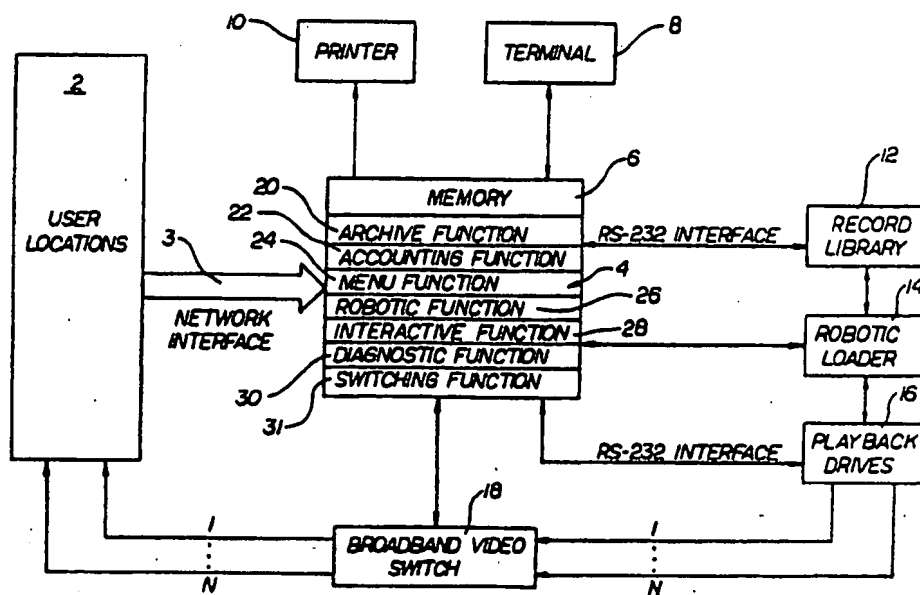 10
PRINTER
8
TERMINAL
2
USER
LOCATIONS
3
NETWORK
INTERFACE
6
MEMORY
20
ARCHIVE FUNCTION
22
ACCOUNTING FUNCTION
24
MENU FUNCTION
4
ROBOTIC FUNCTION
26
INTERACTIVE FUNCTION
28
DIAGNOSTIC FUNCTION
30
SWITCHING FUNCTION
31
RS-232 INTERFACE
12
RECORD
LIBRARY
14
ROBOTIC
LOADER
16
PLAYBACK
DRIVES
RS-232 INTERFACE
18
BROADBAND VIDEO
SWITCH
1
N
1
N